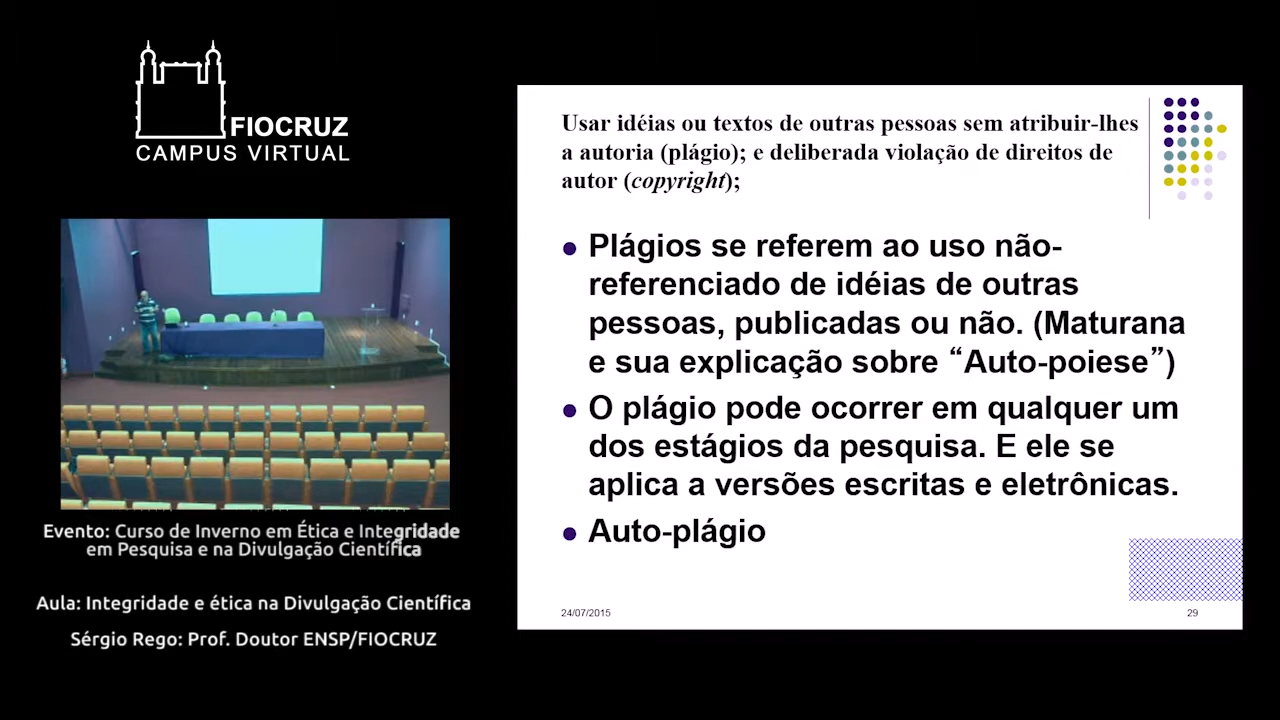 FIOCRUZ
CAMPUS VIRTUAL
Evento: Curso de Inverno em Ética e Integridade
em Pesquisa e na Divulgação Científica
Aula: Integridade e ética na Divulgação Científica
Sérgio Rego: Prof. Doutor ENSP/FIOCRUZ
Usar idéias ou textos de outras pessoas sem atribuir-lhes
a autoria (plágio); e deliberada violação de direitos de
autor (copyright);
● Plágios se referem ao uso não-
referenciado de idéias de outras
pessoas, publicadas ou não. (Maturana
e sua explicação sobre “Auto-poiese”)
● O plágio pode ocorrer em qualquer um
dos estágios da pesquisa. E ele se
aplica a versões escritas e eletrônicas.
● Auto-plágio
24/07/2015
29